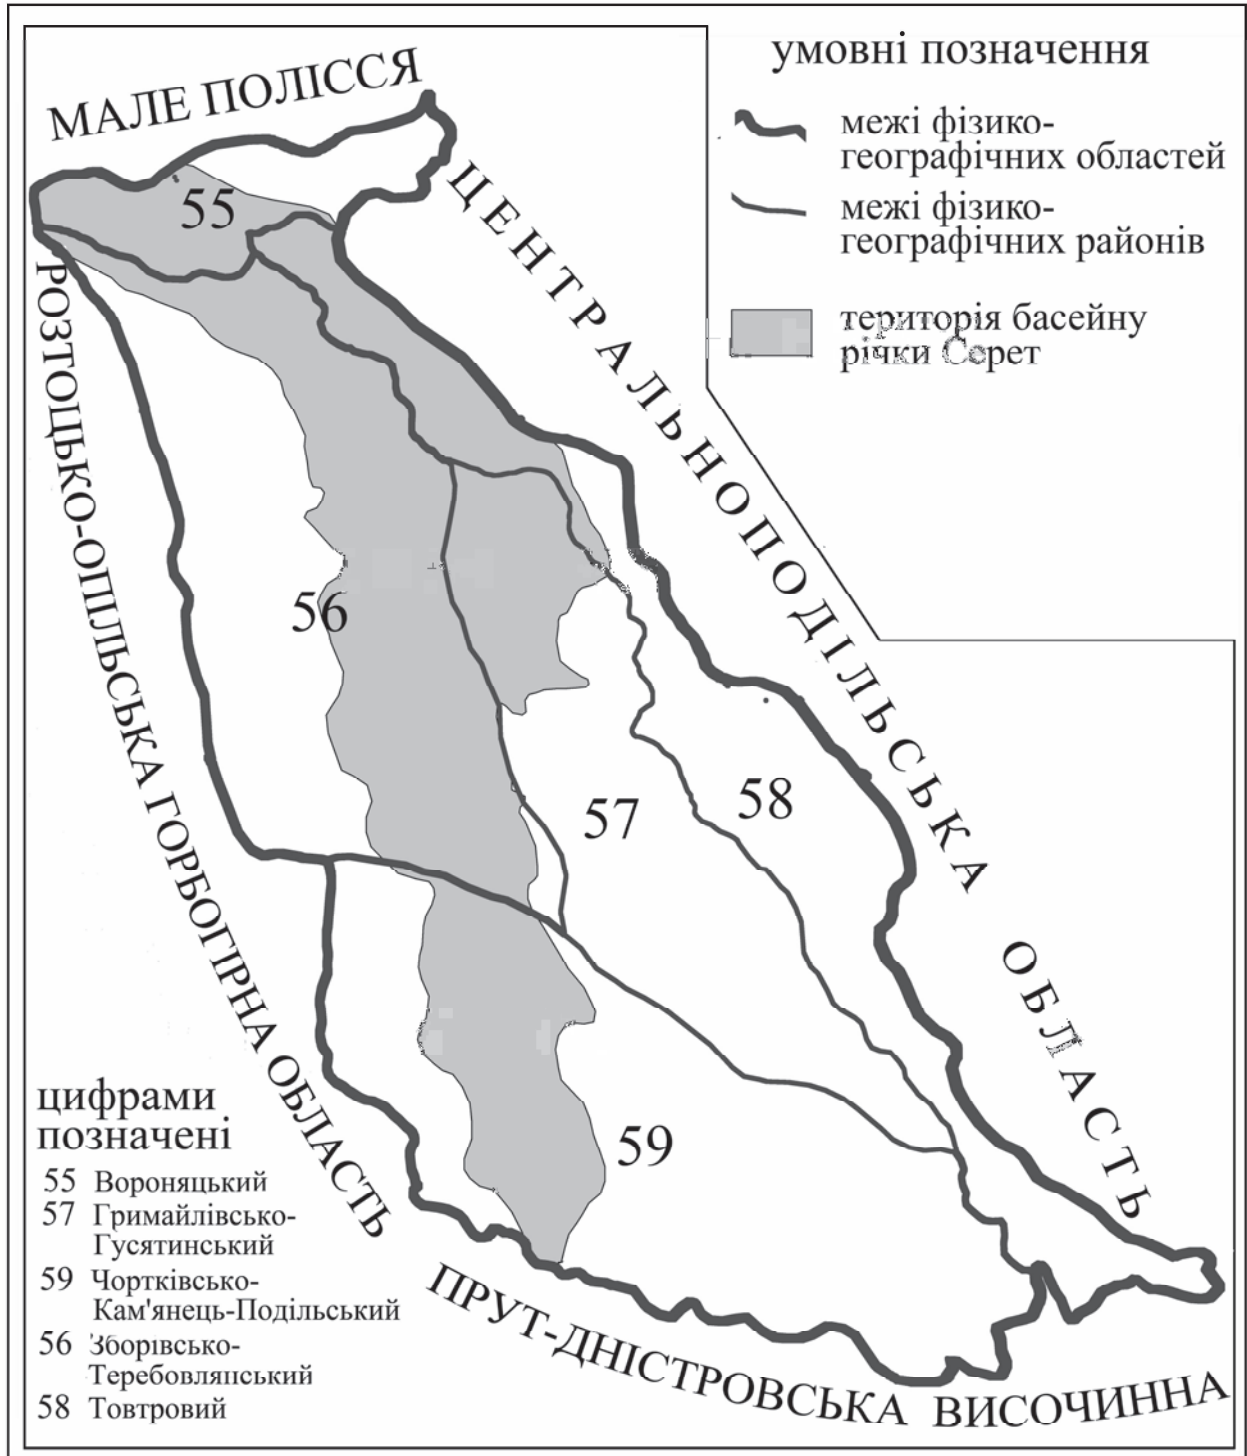 МАЛЕ ПОЛІССЯ
умовні позначення
межі фізико-
географічних областей
межі фізико-
географічних районів
територія басейну
річки Серет
ЦЕНТРАЛЬНОПОДІЛЬСЬКА ОБЛАСТЬ
РОЗТОЦЬКО-ОПІЛЬСЬКА ГОРБОГІРНА ОБЛАСТЬ
55
56
57
58
59
цифрами
позначені
55 Вороняцький
57 Гримайлівсько-
Гусятинський
59 Чортківсько-
Кам'янець-Подільський
56 Зборівсько-
Теребовлянський
58 Товтровий
ПРУТ-ДНІСТРОВСЬКА ВИСОЧИННА